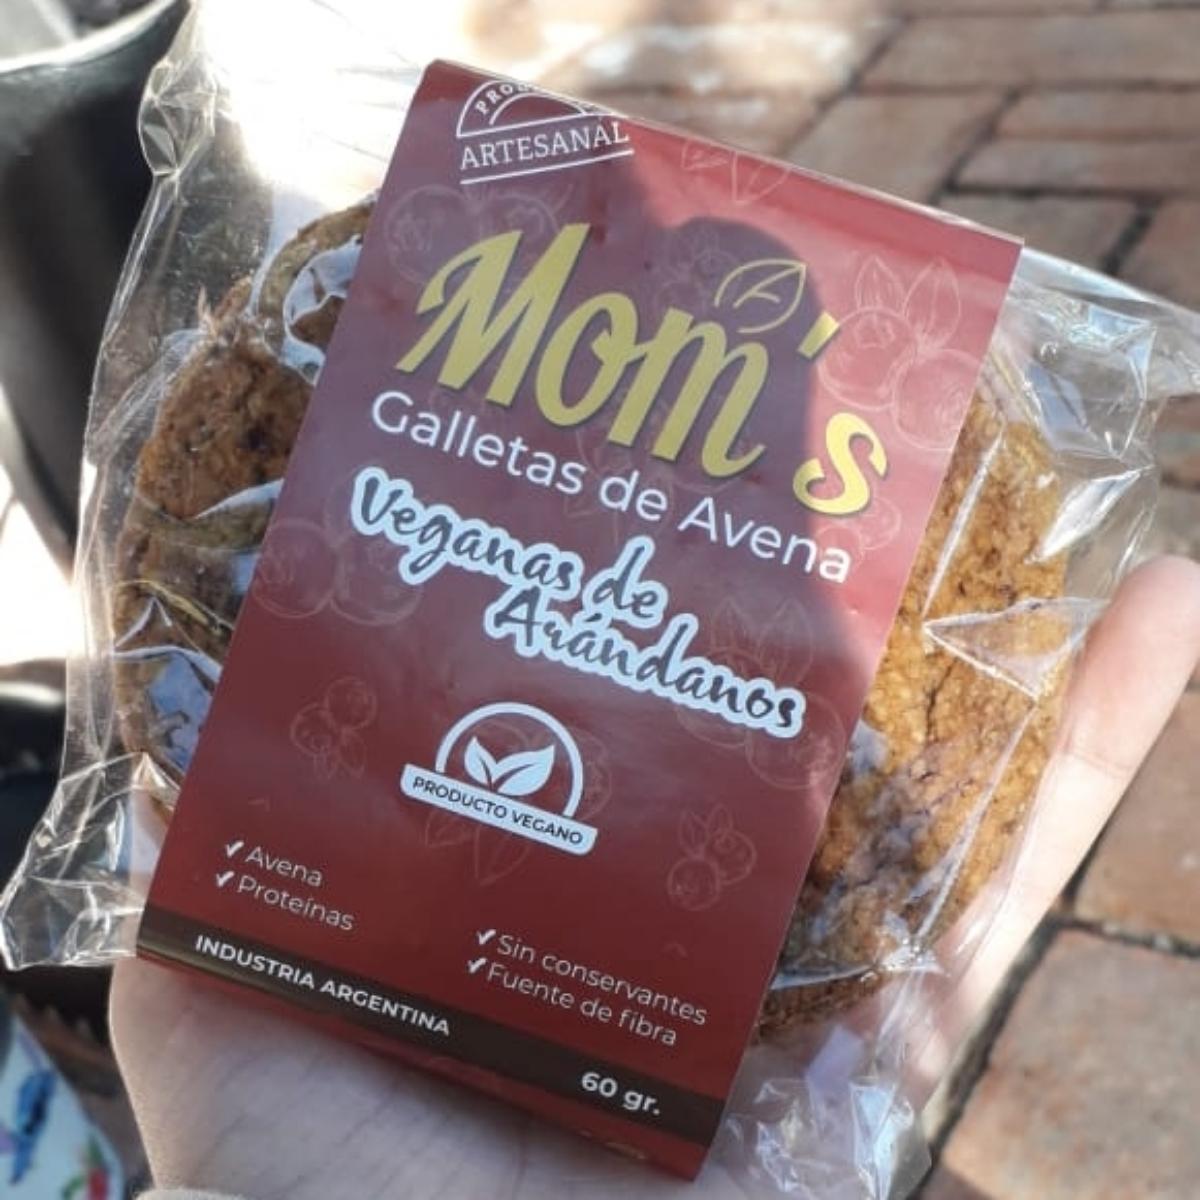 ARTESANAL
Mom's
Galletas de Avena
Veganas de
Arándanos
PRODUCTO VEGANO
✓ Avena
✓ Proteínas
✓ Sin conservantes
✓ Fuente de fibra
INDUSTRIA ARGENTINA
60 gr.